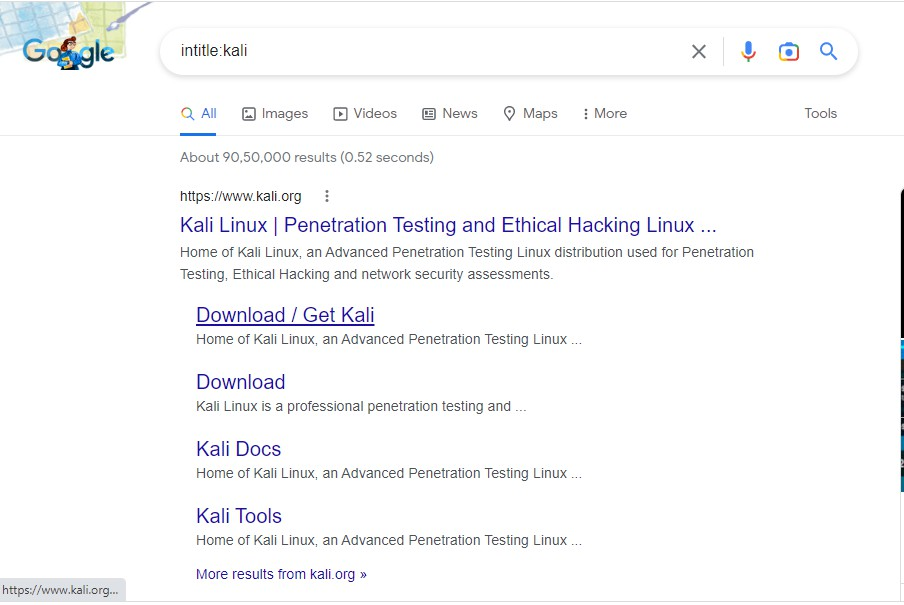 Google
intitle:kali
All Images Videos News Maps More Tools
About 90,50,000 results (0.52 seconds)
https://www.kali.org
Kali Linux | Penetration Testing and Ethical Hacking Linux ...
Home of Kali Linux, an Advanced Penetration Testing Linux distribution used for Penetration
Testing, Ethical Hacking and network security assessments.
Download / Get Kali
Home of Kali Linux, an Advanced Penetration Testing Linux ...
Download
Kali Linux is a professional penetration testing and ...
Kali Docs
Home of Kali Linux, an Advanced Penetration Testing Linux ...
Kali Tools
Home of Kali Linux, an Advanced Penetration Testing Linux ...
More results from kali.org »
https://www.kali.org...